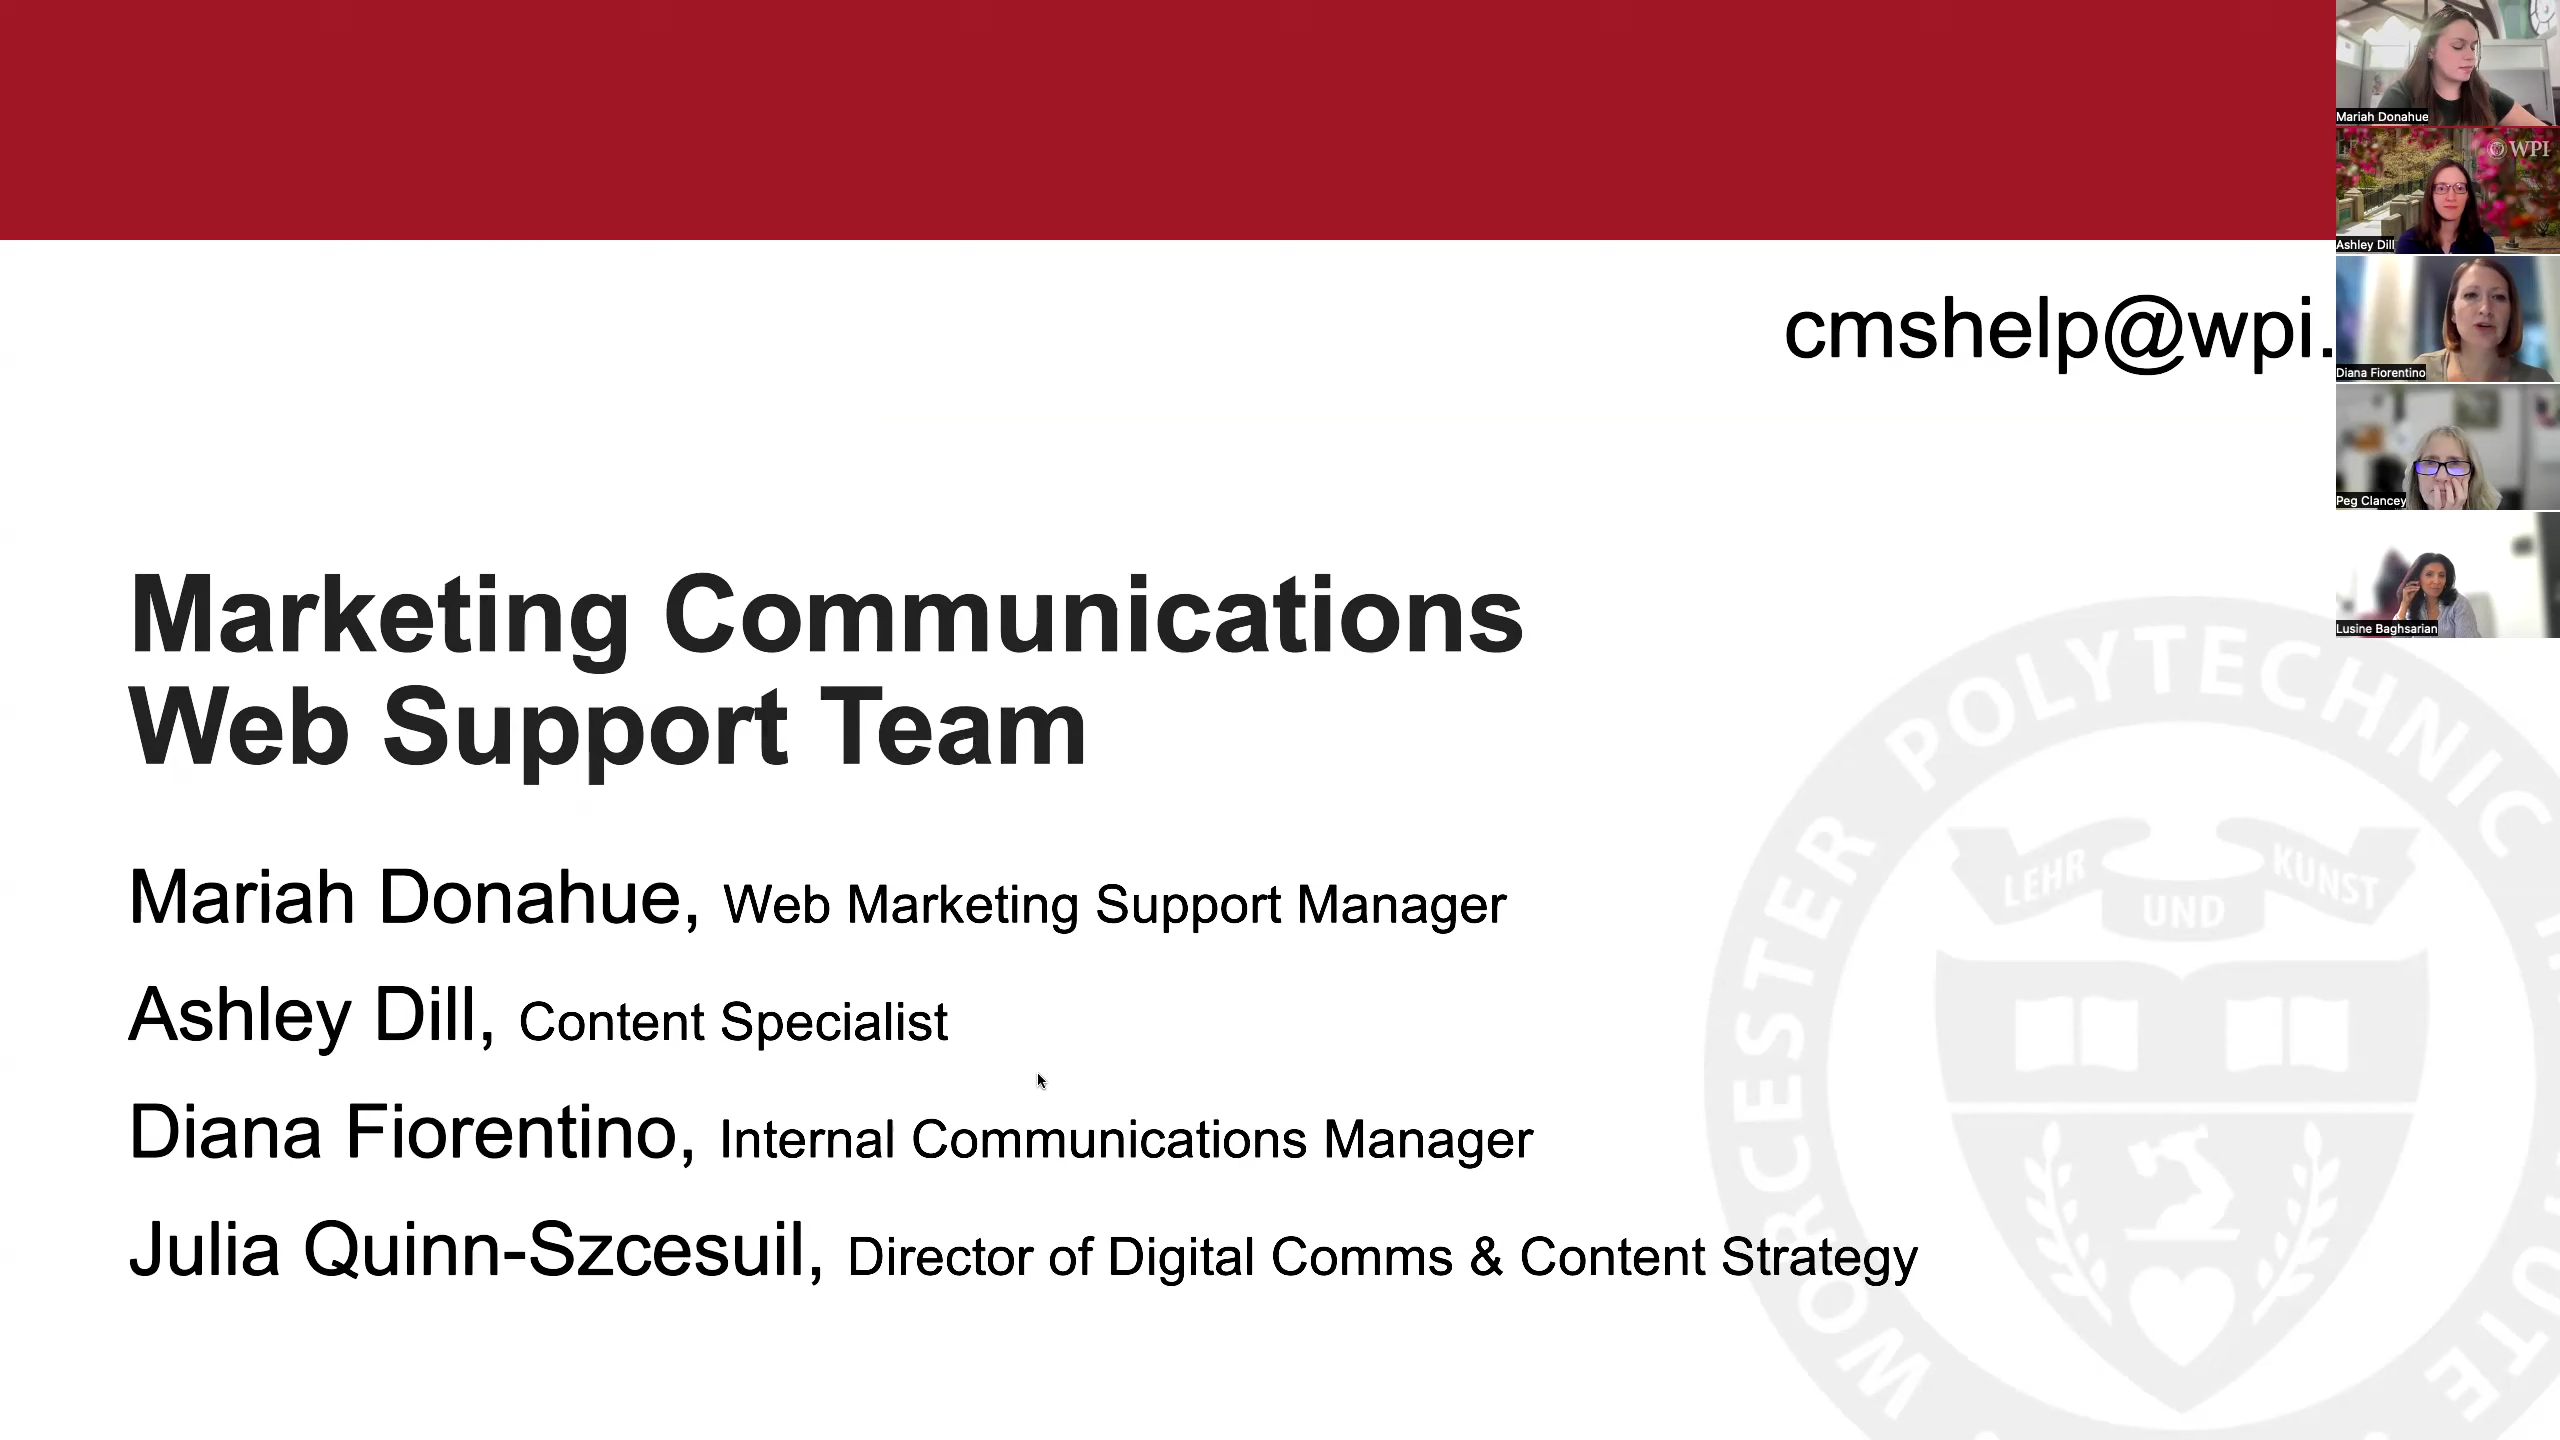 cmshelp@wpi.
Marketing Communications
Web Support Team
Mariah Donahue, Web Marketing Support Manager
Ashley Dill, Content Specialist
Diana Fiorentino, Internal Communications Manager
Julia Quinn-Szcesuil, Director of Digital Comms & Content Strategy
Mariah Donahue
WPI
Ashley Dill
Diana Fiorentino
Peg Clancey
Lusine Baghsarian
WORCESTER POLYTECHNIC
LEHR
UND
KUNST